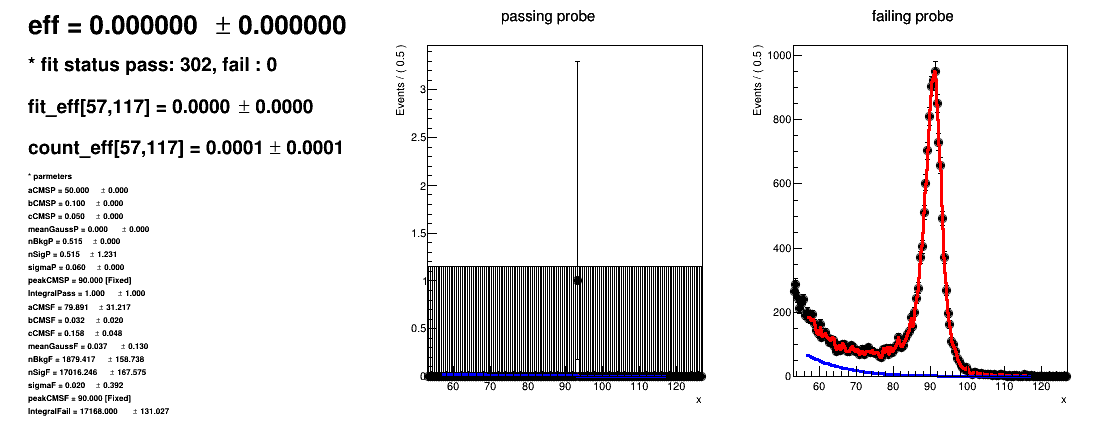 eff = 0.000000 ± 0.000000
* fit status pass: 302, fail : 0
fit_eff[57,117] = 0.0000 ± 0.0000
count_eff[57,117] = 0.0001 ± 0.0001
* parmeters
aCMSP = 50.000 ± 0.000
bCMSP = 0.100 ± 0.000
cCMSP = 0.050 ± 0.000
meanGaussP = 0.000 ± 0.000
nBkgP = 0.515 ± 0.000
nSigP = 0.515 ± 1.231
sigmaP = 0.060 ± 0.000
peakCMSP = 90.000 [Fixed]
IntegralPass = 1.000 ± 1.000
aCMSF = 79.891 ± 31.217
bCMSF = 0.032 ± 0.020
cCMSF = 0.158 ± 0.048
meanGaussF = 0.037 ± 0.130
nBkgF = 1879.417 ± 158.738
nSigF = 17016.246 ± 167.575
sigmaF = 0.020 ± 0.392
peakCMSF = 90.000 [Fixed]
IntegralFail = 17168.000 ± 131.027
passing probe
Events / ( 0.5 )
3
2.5
2
1.5
1
0.5
0
60 70 80 90 100 110 120
x
failing probe
Events / ( 0.5 )
1000
800
600
400
200
0
60 70 80 90 100 110 120
x